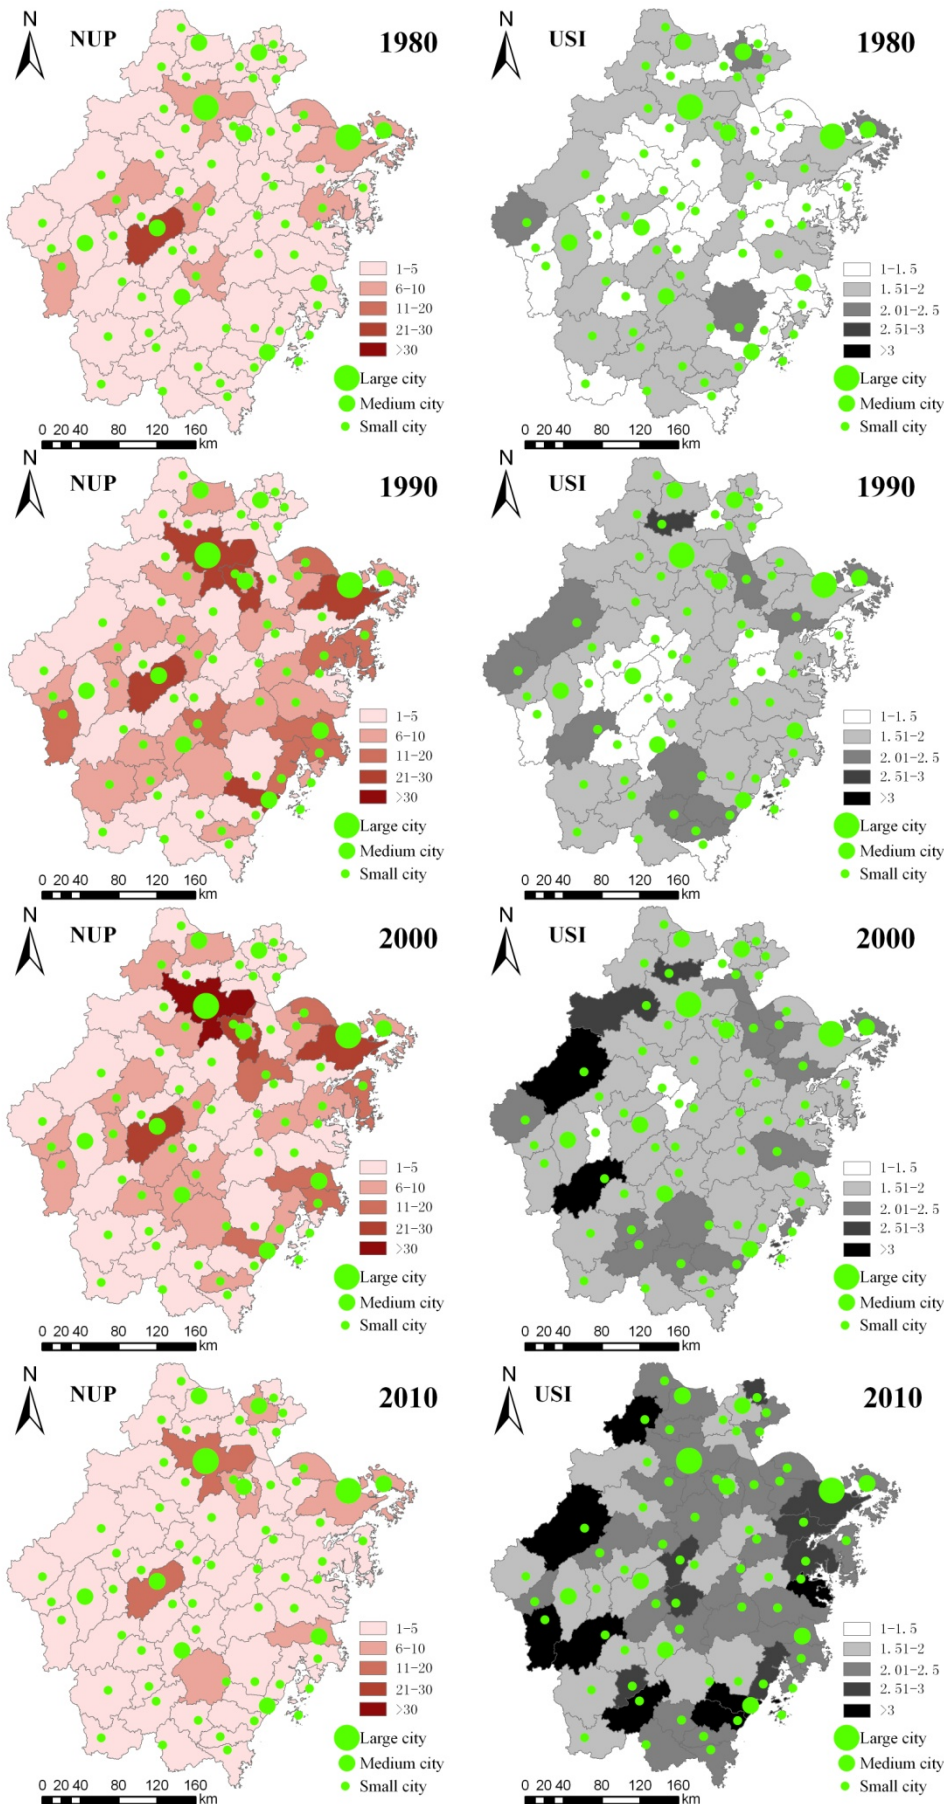 N
NUP
1980
1-5
6-10
11-20
21-30
>30
Large city
Medium city
Small city
0 20 40 80 120 160
km
N
USI
1980
1-1.5
1.51-2
2.01-2.5
2.51-3
>3
Large city
Medium city
Small city
0 20 40 80 120 160
km
N
NUP
1990
1-5
6-10
11-20
21-30
>30
Large city
Medium city
Small city
0 20 40 80 120 160
km
N
USI
1990
1-1.5
1.51-2
2.01-2.5
2.51-3
>3
Large city
Medium city
Small city
0 20 40 80 120 160
km
N
NUP
2000
1-5
6-10
11-20
21-30
>30
Large city
Medium city
Small city
0 20 40 80 120 160
km
N
USI
2000
1-1.5
1.51-2
2.01-2.5
2.51-3
>3
Large city
Medium city
Small city
0 20 40 80 120 160
km
N
NUP
2010
1-5
6-10
11-20
21-30
>30
Large city
Medium city
Small city
0 20 40 80 120 160
km
N
USI
2010
1-1.5
1.51-2
2.01-2.5
2.51-3
>3
Large city
Medium city
Small city
0 20 40 80 120 160
km